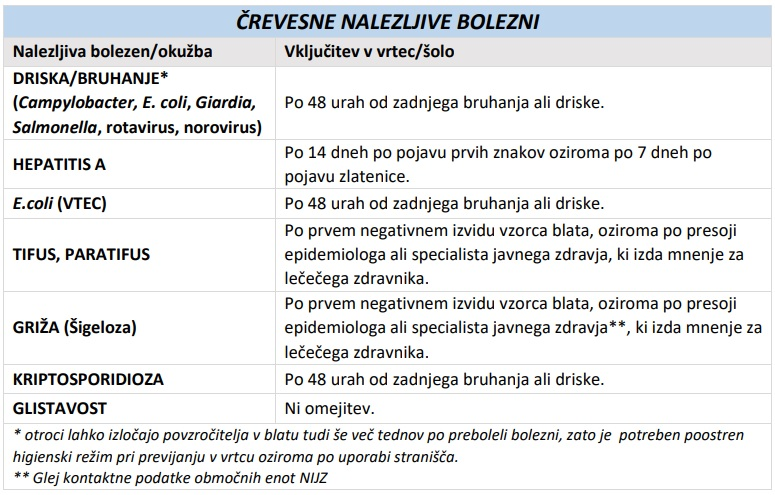 ČREVESNE NALEZLJIVE BOLEZNI
Nalezljiva bolezen/okužba
Vključitev v vrtec/šolo
DRISKA/BRUHANJE*
(Campylobacter, E. coli, Giardia,
Salmonella, rotavirus, norovirus)
Po 48 urah od zadnjega bruhanja ali driske.
HEPATITIS A
Po 14 dneh po pojavu prvih znakov oziroma po 7 dneh po
pojavu zlatenice.
E.coli (VTEC)
Po 48 urah od zadnjega bruhanja ali driske.
TIFUS, PARATIFUS
Po prvem negativnem izvidu vzorca blata, oziroma po presoji
epidemiologa ali specialista javnega zdravja, ki izda mnenje za
lečečega zdravnika.
GRIŽA (Šigeloza)
Po prvem negativnem izvidu vzorca blata, oziroma po presoji
epidemiologa ali specialista javnega zdravja**, ki izda mnenje za
lečečega zdravnika.
KRIPTOSPORIDIOZA
Po 48 urah od zadnjega bruhanja ali driske.
GLISTAVOST
Ni omejitev.
* otroci lahko izločajo povzročitelja v blatu tudi še več tednov po preboleli bolezni, zato je potreben poostren
higienski režim pri previjanju v vrtcu oziroma po uporabi stranišča.
** Glej kontaktne podatke območnih enot NIJZ